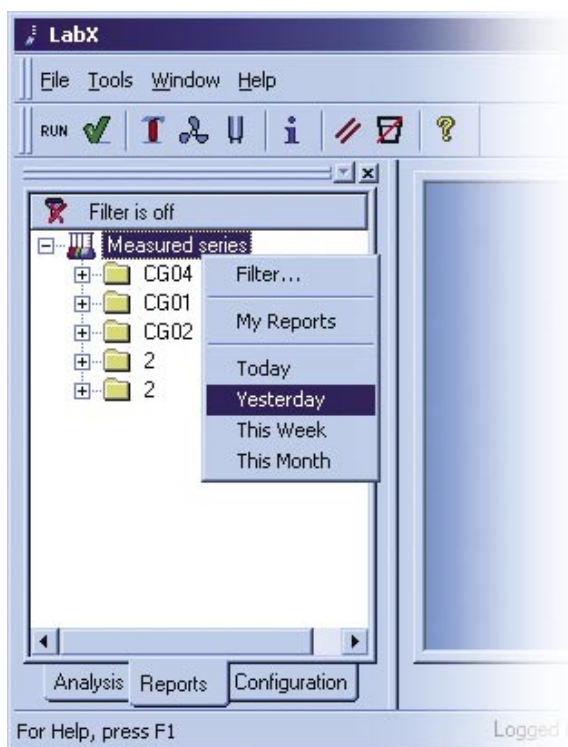 LabX
File Tools Window Help
RUN
Filter is off
Measured series
CG04
CG01
CG02
2
2
Filter...
My Reports
Today
Yesterday
This Week
This Month
Analysis Reports Configuration
For Help, press F1 Logged